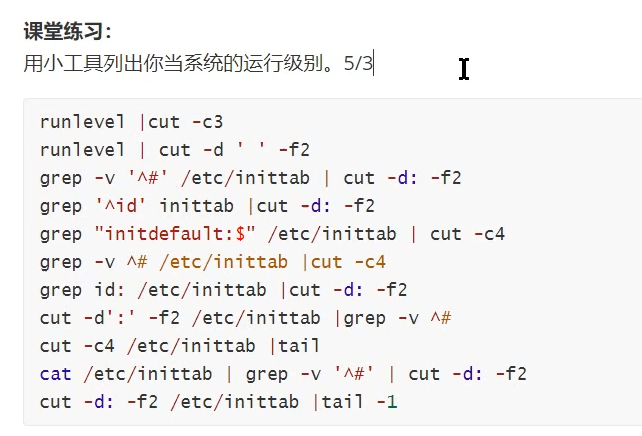 课堂练习：
用小工具列出你当系统的运行级别。5/3
runlevel |cut -c3
runlevel | cut -d ' ' -f2
grep -v '^#' /etc/inittab | cut -d: -f2
grep '^id' inittab |cut -d: -f2
grep "initdefault:$" /etc/inittab | cut -c4
grep -v ^# /etc/inittab |cut -c4
grep id: /etc/inittab |cut -d: -f2
cut -d':' -f2 /etc/inittab |grep -v ^#
cut -c4 /etc/inittab |tail
cat /etc/inittab | grep -v '^#' | cut -d: -f2
cut -d: -f2 /etc/inittab |tail -1